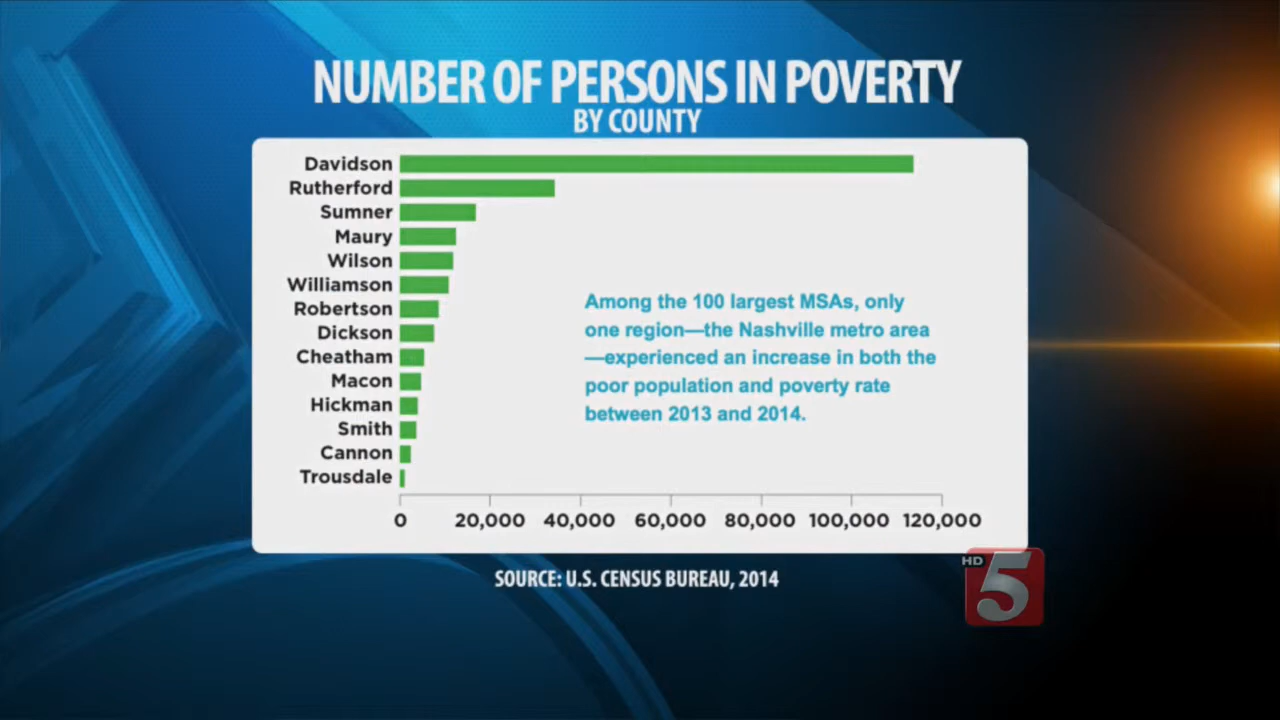 NUMBER OF PERSONS IN POVERTY
BY COUNTY
Davidson
Rutherford
Sumner
Maury
Wilson
Williamson
Robertson
Dickson
Cheatham
Macon
Hickman
Smith
Cannon
Trousdale
Among the 100 largest MSAs, only
one region—the Nashville metro area
—experienced an increase in both the
poor population and poverty rate
between 2013 and 2014.
0 20,000 40,000 60,000 80,000 100,000 120,000
HD 5
SOURCE: U.S. CENSUS BUREAU, 2014